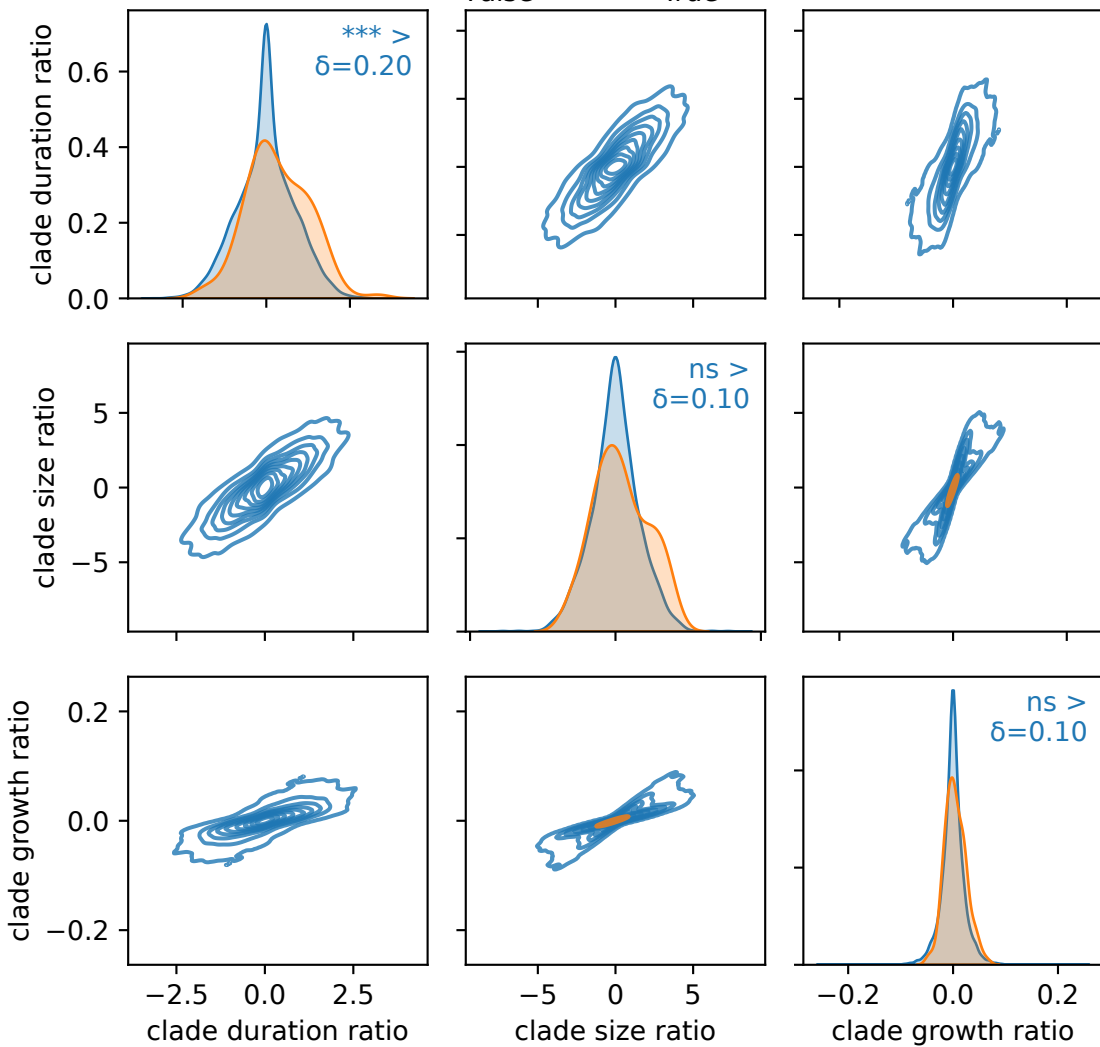 clade duration ratio
0.6
0.4
0.2
0.0
*** >
δ=0.20
clade size ratio
5
0
−5
ns >
δ=0.10
clade growth ratio
0.2
0.0
−0.2
ns >
δ=0.10
−2.5 0.0 2.5
−5 0 5
−0.2 0.0 0.2
clade duration ratio
clade size ratio
clade growth ratio